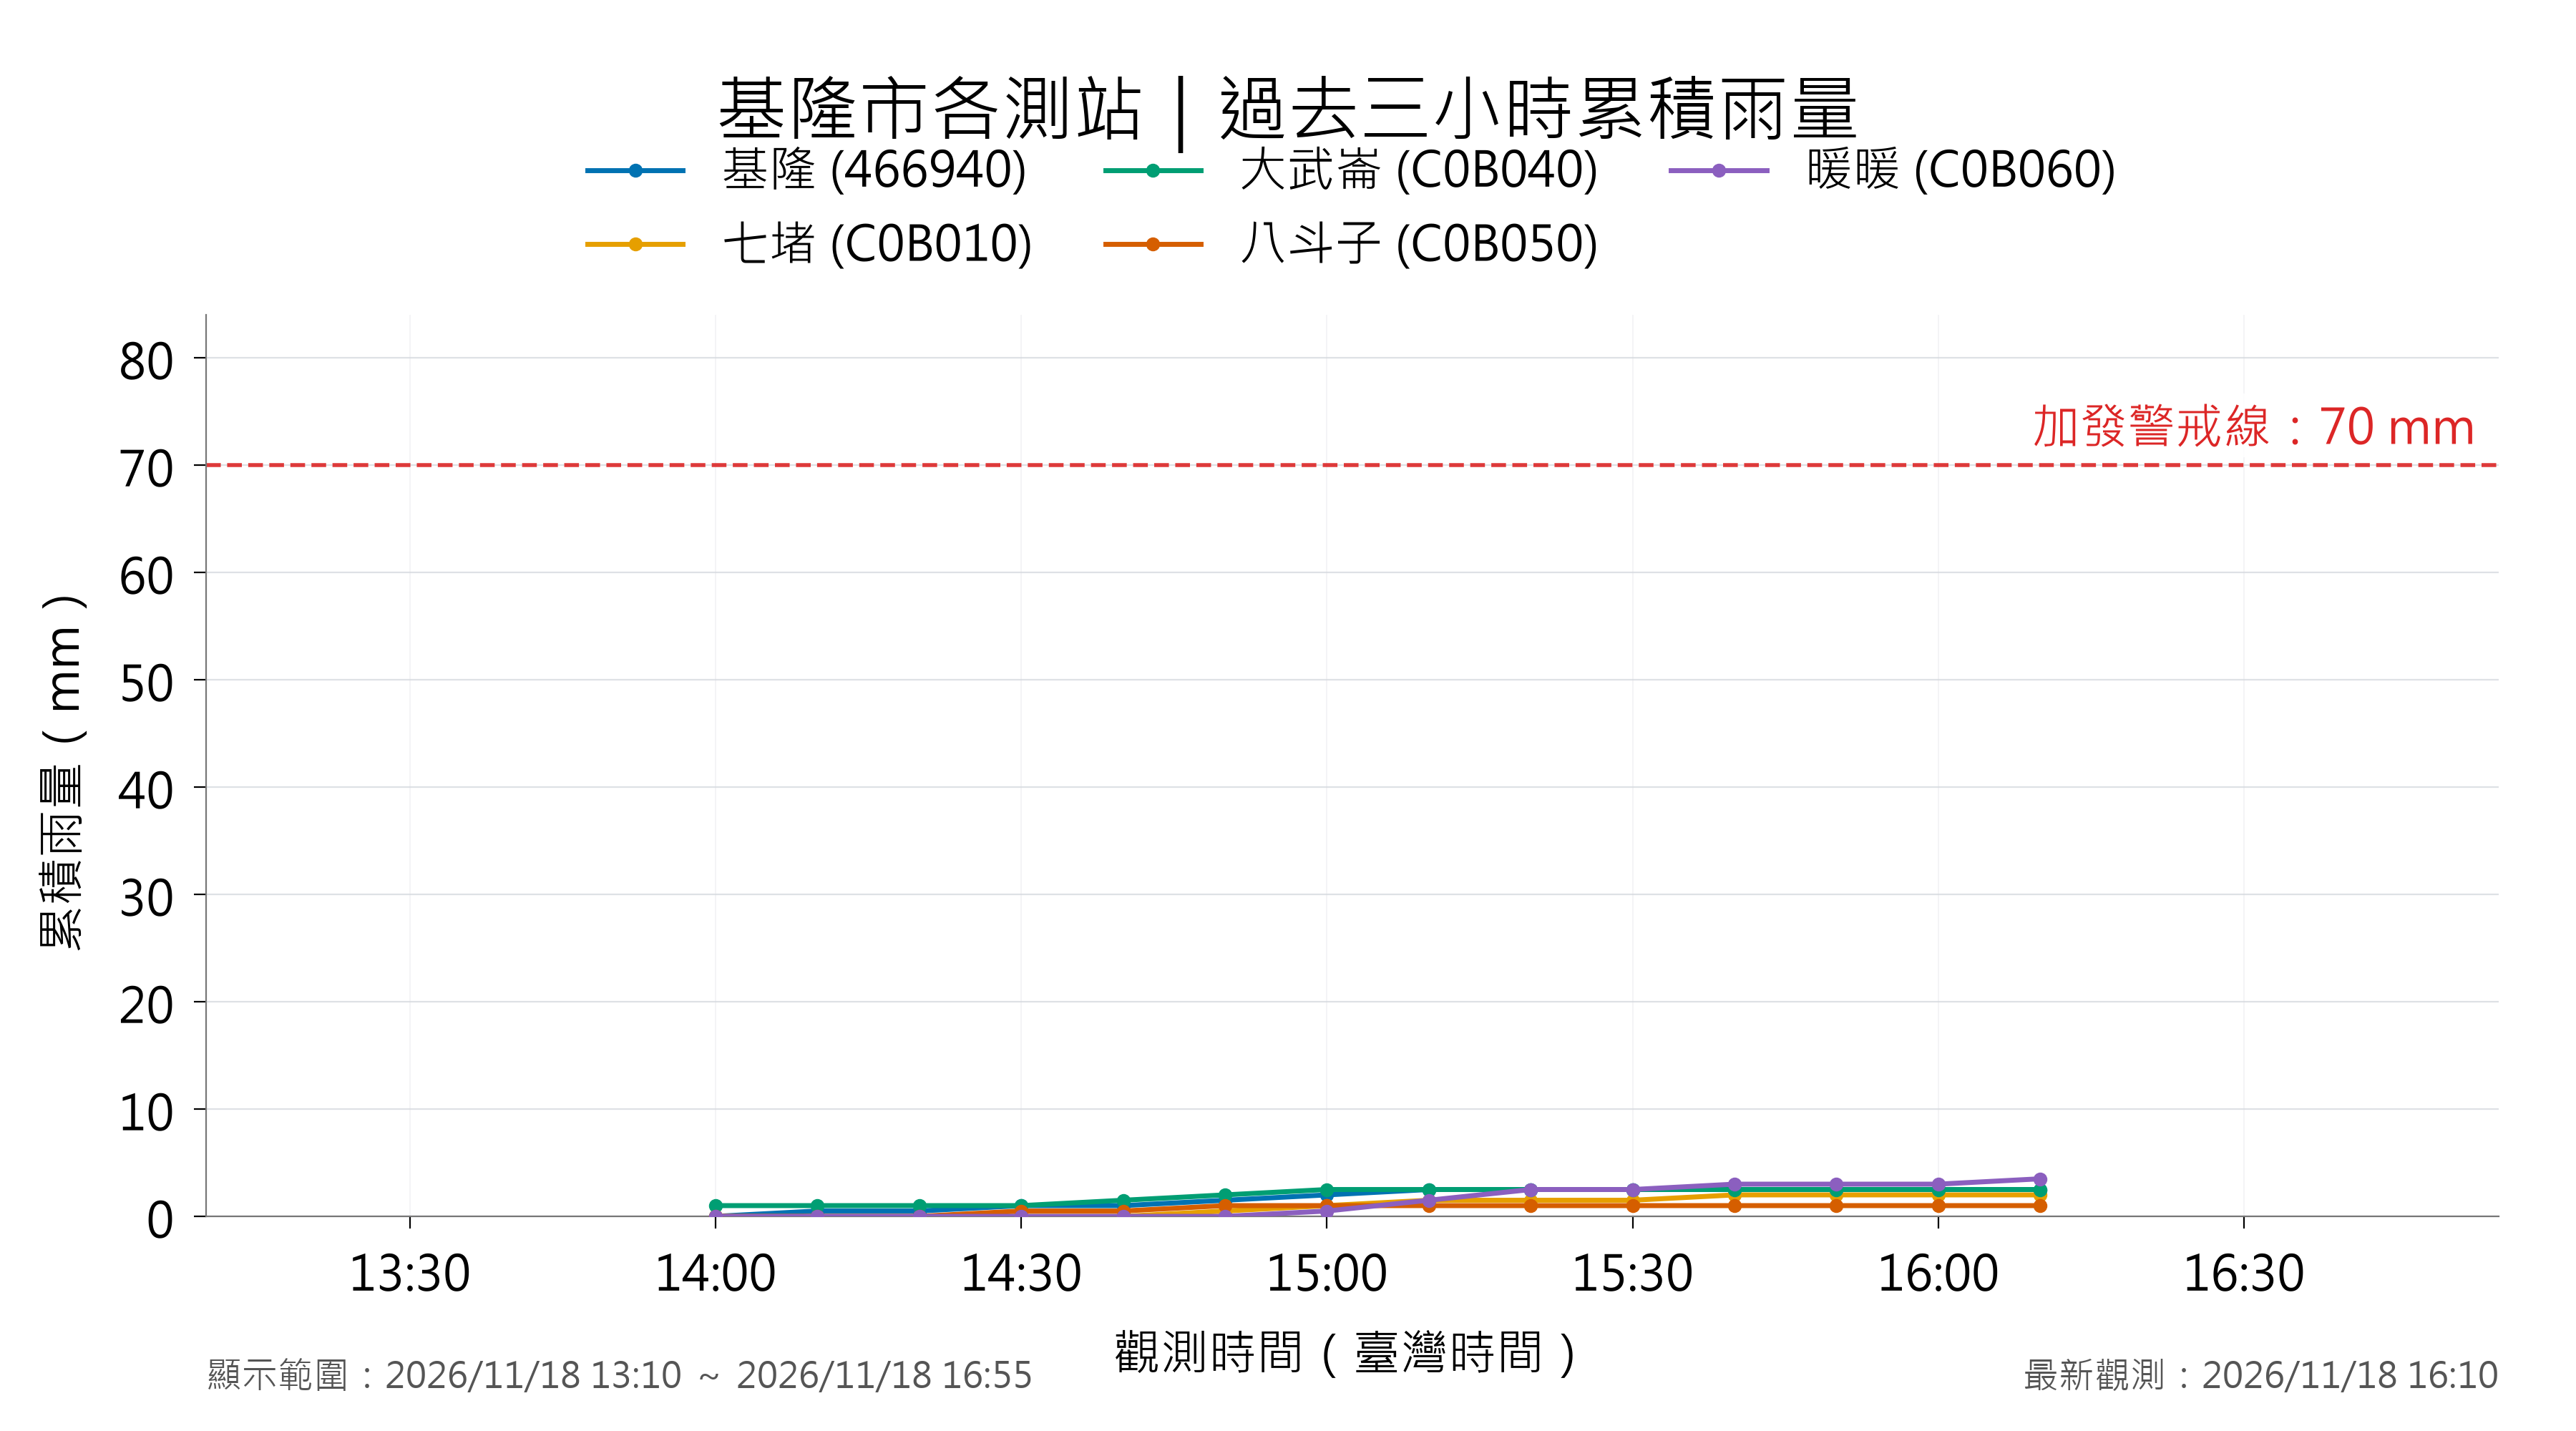 基隆市各測站｜過去三小時累積雨量
基隆 (466940)
大武崙 (C0B040)
暖暖 (C0B060)
七堵 (C0B010)
八斗子 (C0B050)
80
70
60
50
40
30
20
10
0
加發警戒線：70 mm
累積雨量（mm）
13:30
14:00
14:30
15:00
15:30
16:00
16:30
觀測時間（臺灣時間）
顯示範圍：2026/11/18 13:10 ~ 2026/11/18 16:55
最新觀測：2026/11/18 16:10